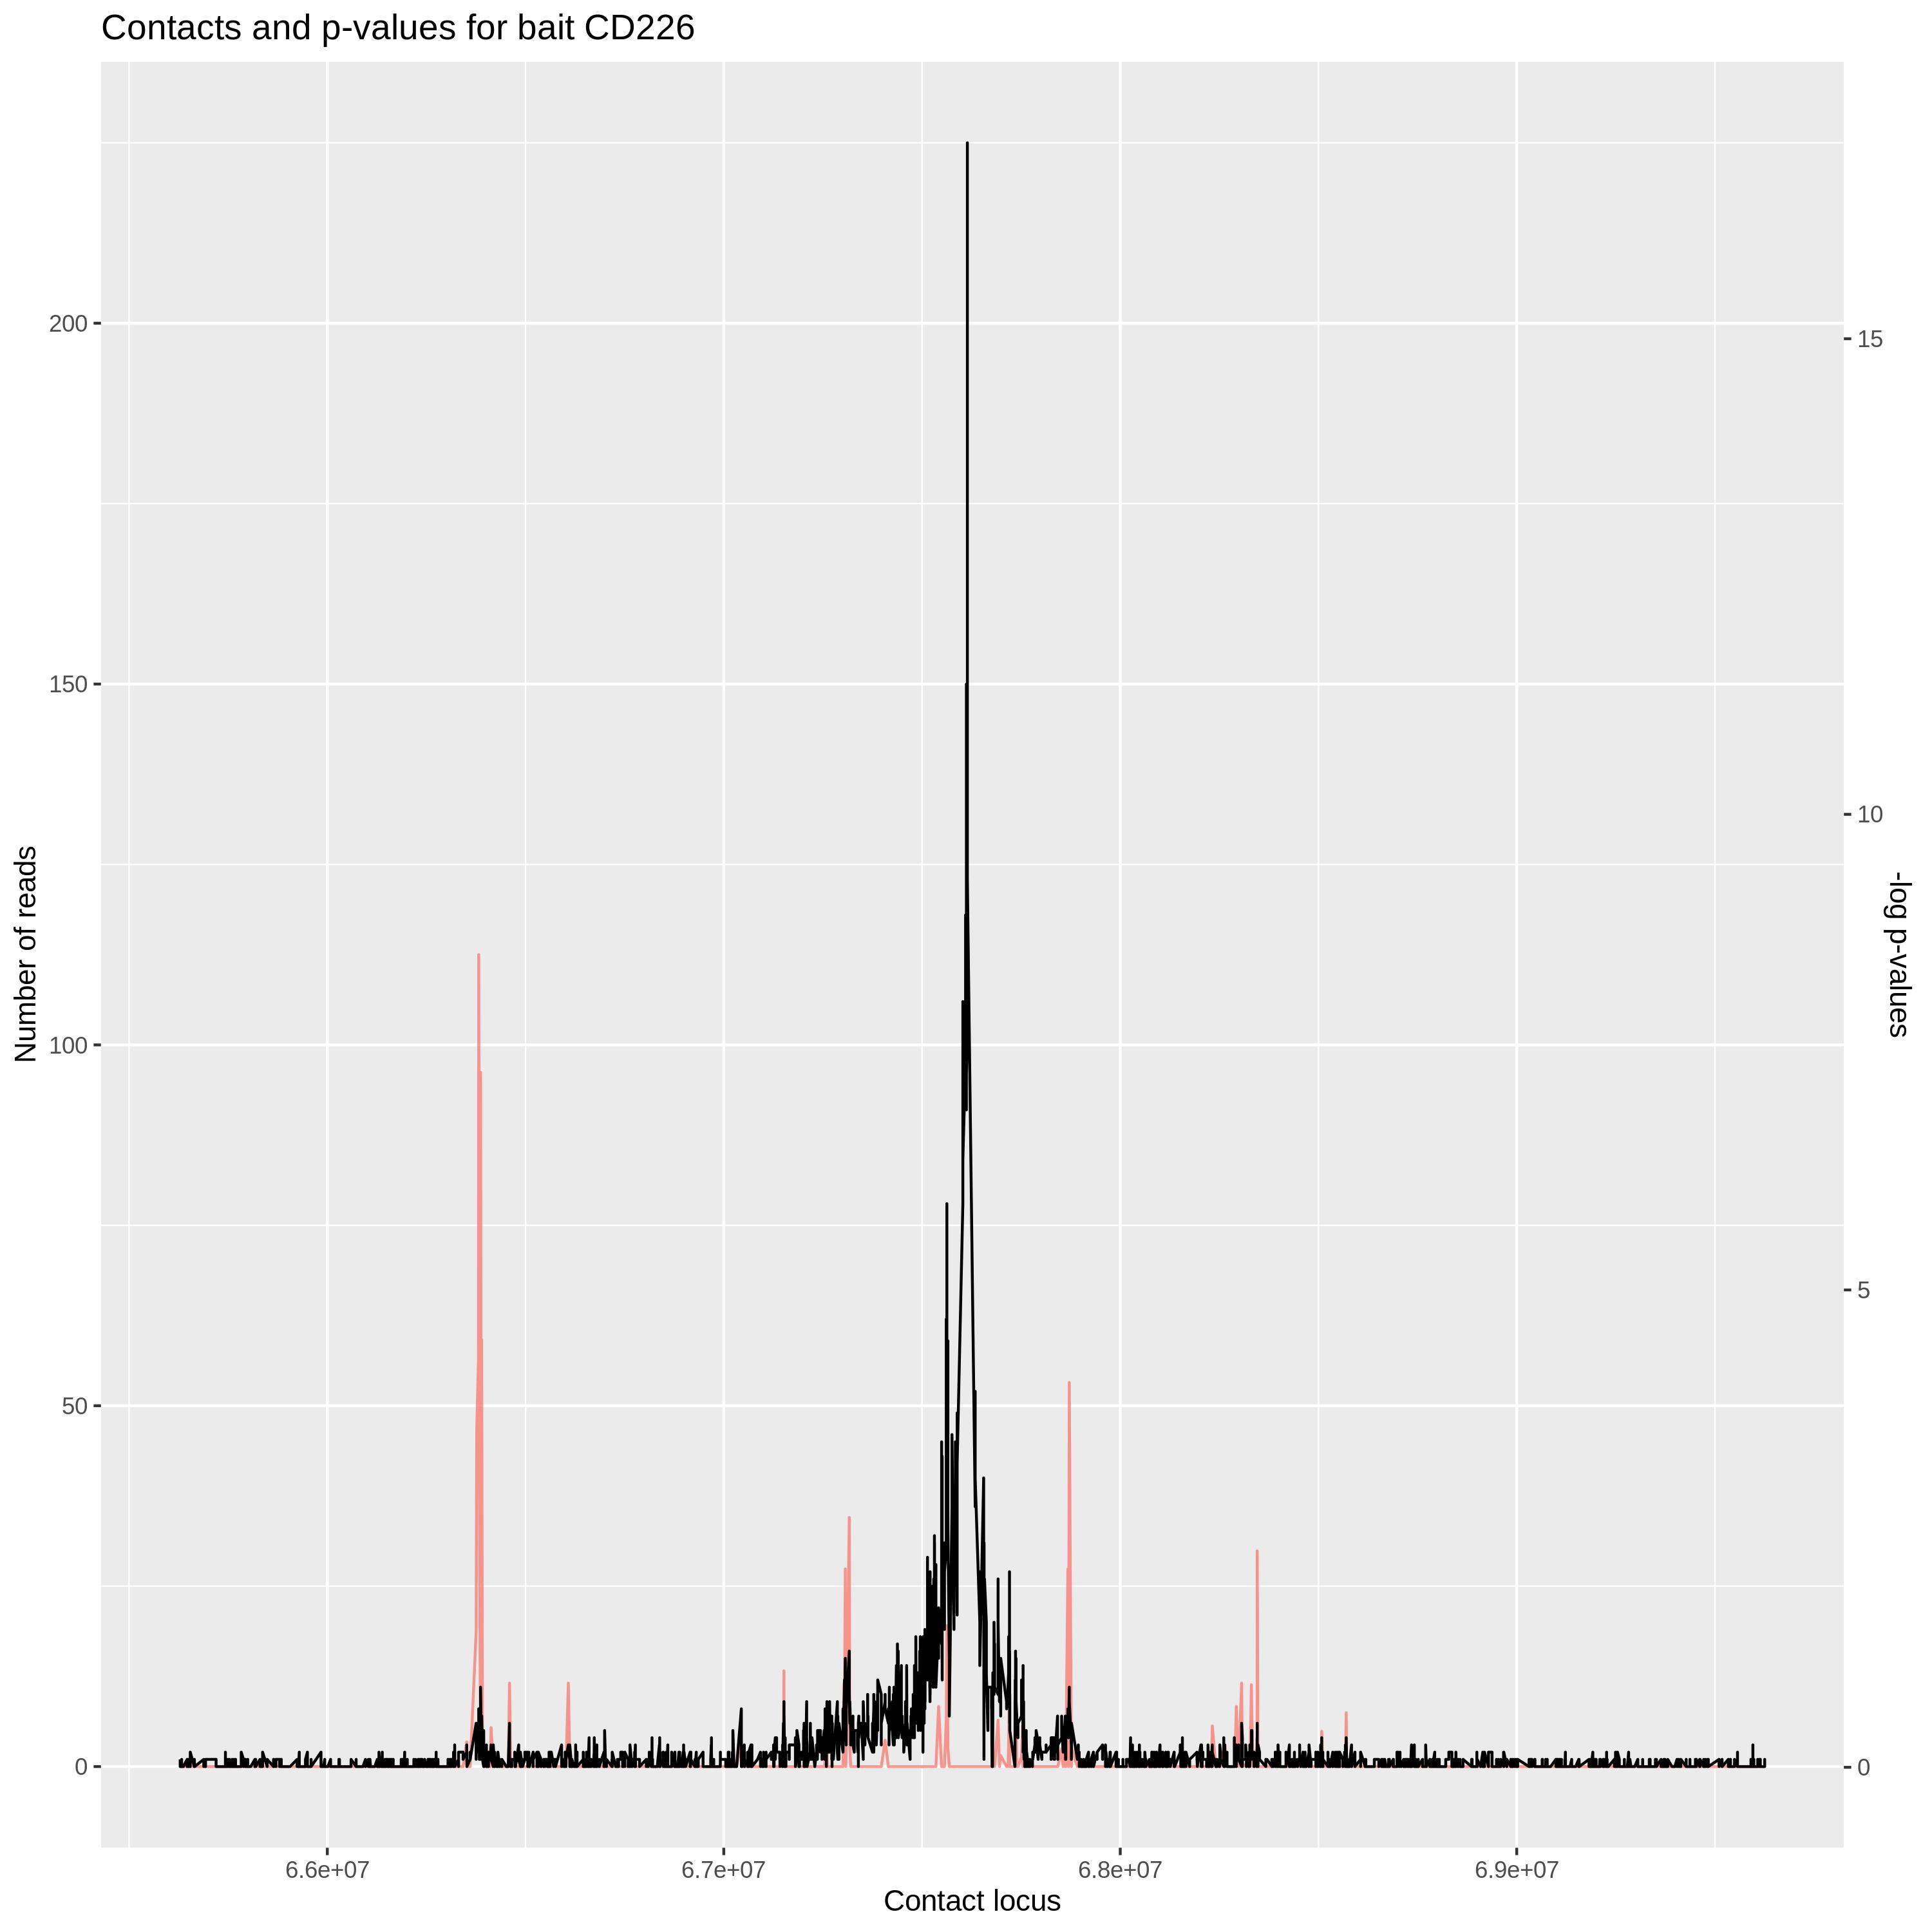 Contacts and p-values for bait CD226
Number of reads
200
150
100
50
0
15
10
5
0
-log p-values
6.6e+07 6.7e+07 6.8e+07 6.9e+07
Contact locus